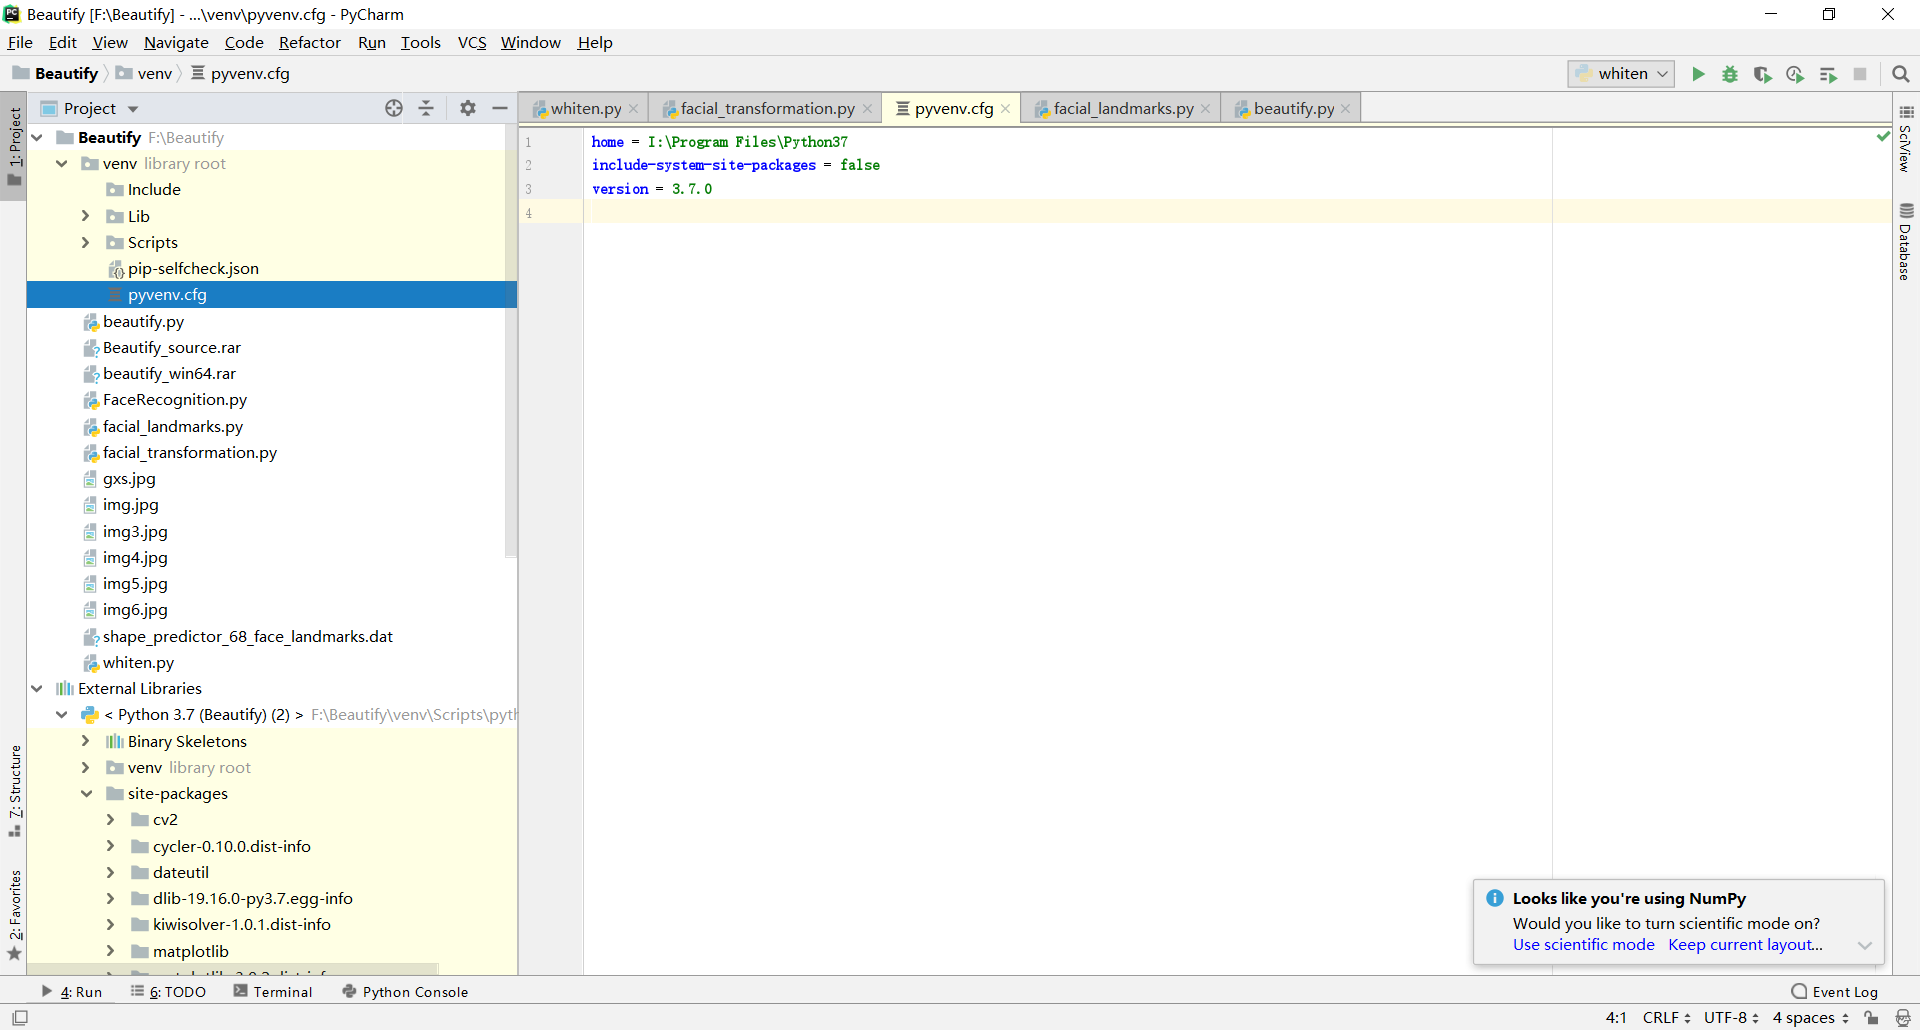 Beautify [F:\Beautify] - ...\venv\pyvenv.cfg - PyCharm
File Edit View Navigate Code Refactor Run Tools VCS Window Help
Beautify venv pyvenv.cfg
whiten
1: Project
Project
whiten.py facial_transformation.py pyvenv.cfg facial_landmarks.py beautify.py
Beautify F:\Beautify
venv library root
Include
Lib
Scripts
pip-selfcheck.json
pyvenv.cfg
beautify.py
Beautify_source.rar
beautify_win64.rar
FaceRecognition.py
facial_landmarks.py
facial_transformation.py
gxs.jpg
img.jpg
img3.jpg
img4.jpg
img5.jpg
img6.jpg
shape_predictor_68_face_landmarks.dat
whiten.py
External Libraries
< Python 3.7 (Beautify) (2) > F:\Beautify\venv\Scripts\pyth
Binary Skeletons
venv library root
site-packages
cv2
cycler-0.10.0.dist-info
dateutil
dlib-19.16.0-py3.7.egg-info
kiwisolver-1.0.1.dist-info
matplotlib
1 home = I:\Program Files\Python37
2 include-system-site-packages = false
3 version = 3.7.0
4
SciView
Database
7: Structure
2: Favorites
Looks like you're using NumPy
Would you like to turn scientific mode on?
Use scientific mode Keep current layout...
4: Run 6: TODO Terminal Python Console Event Log
4:1 CRLF UTF-8 4 spaces